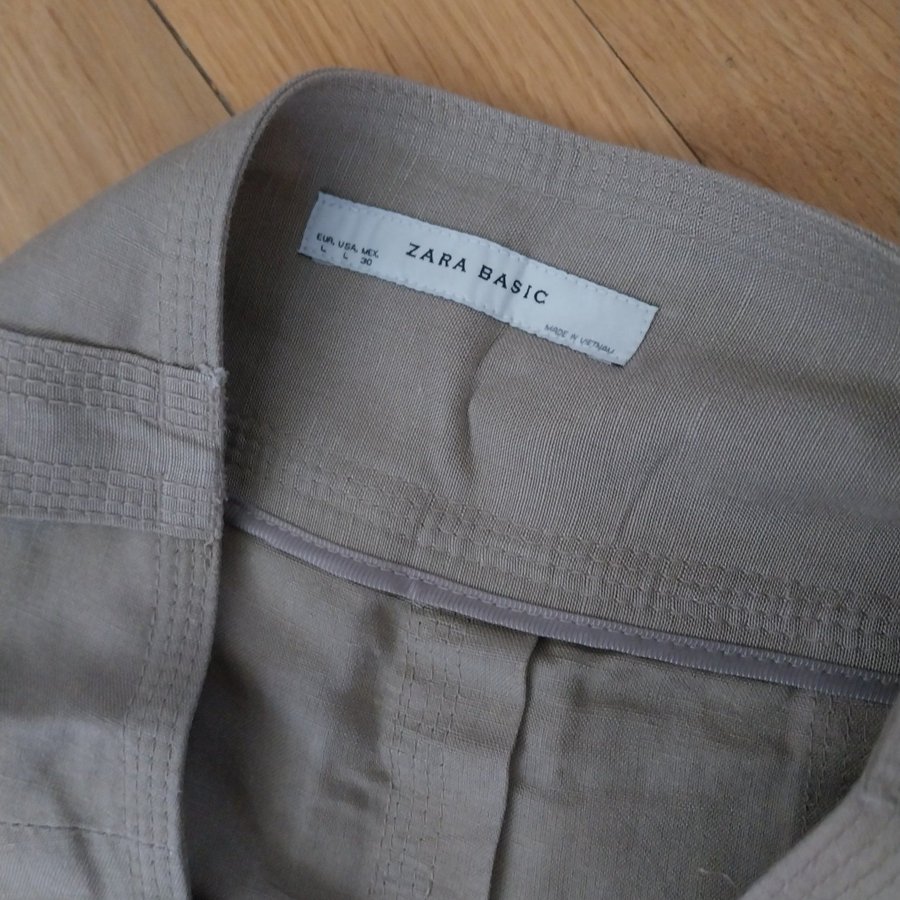 EUR. USA. MEX.
L L 30
ZARA BASIC
MADE IN VIETNAM